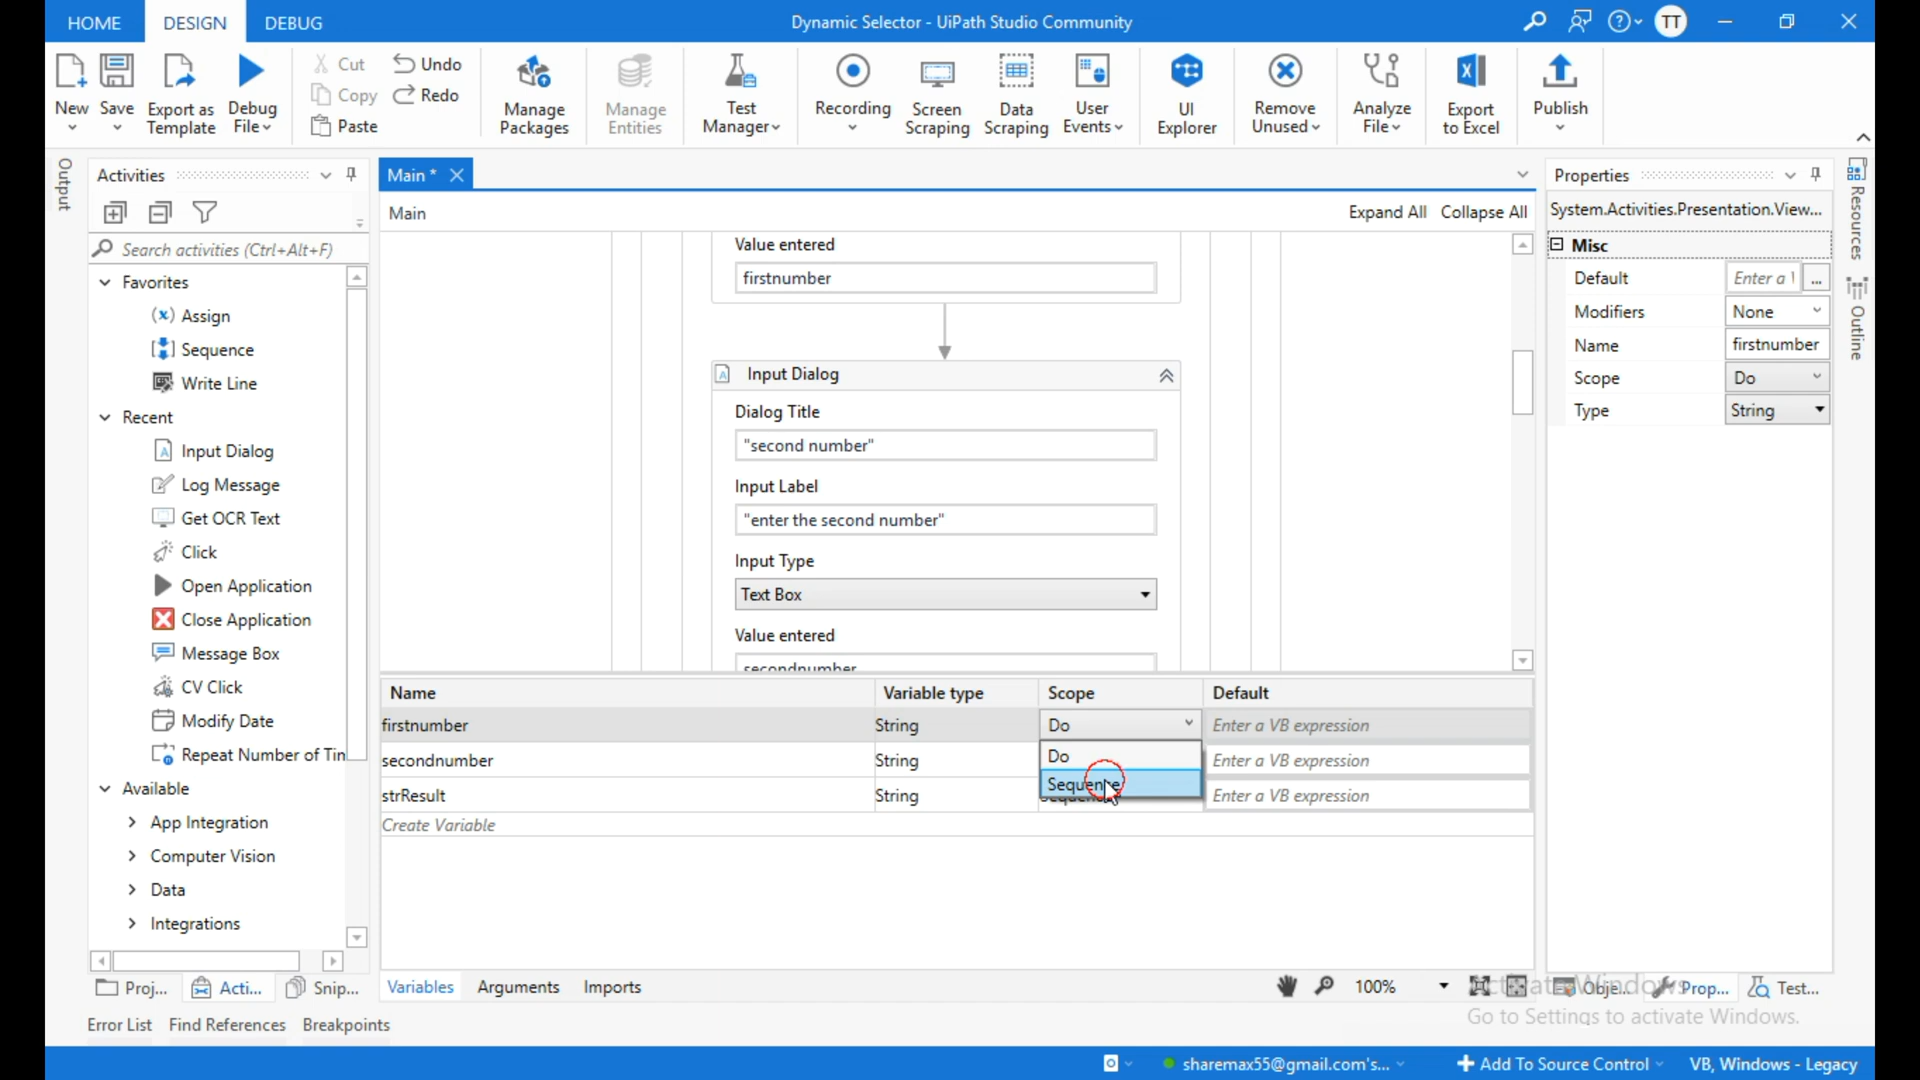 HOME DESIGN DEBUG Dynamic Selector - UiPath Studio Community TT
Cut Undo
Copy Redo
Paste
New Save Export as Template Debug File
Manage Packages Manage Entities Test Manager Recording Screen Scraping Data Scraping User Events UI Explorer Remove Unused Analyze File Export to Excel Publish
Output
Activities
Search activities (Ctrl+Alt+F)
Favorites
Assign
Sequence
Write Line
Recent
Input Dialog
Log Message
Get OCR Text
Click
Open Application
Close Application
Message Box
CV Click
Modify Date
Repeat Number of Tin
Available
App Integration
Computer Vision
Data
Integrations
Proj... Acti... Snip...
Main *
Main Expand All Collapse All
Value entered
firstnumber
Input Dialog
Dialog Title
"second number"
Input Label
"enter the second number"
Input Type
Text Box
Value entered
secondnumber
Name Variable type Scope Default
firstnumber String Do Enter a VB expression
Do
secondnumber String Enter a VB expression
Sequence
strResult String Sequence Enter a VB expression
Create Variable
Variables Arguments Imports 100%
Properties
System.Activities.Presentation.View...
Misc
Default Enter a V ...
Modifiers None
Name firstnumber
Scope Do
Type String
Resources
Outline
Obje... Prop... Test...
Activate Windows
Go to Settings to activate Windows.
Error List Find References Breakpoints
sharemax55@gmail.com's... Add To Source Control VB, Windows - Legacy